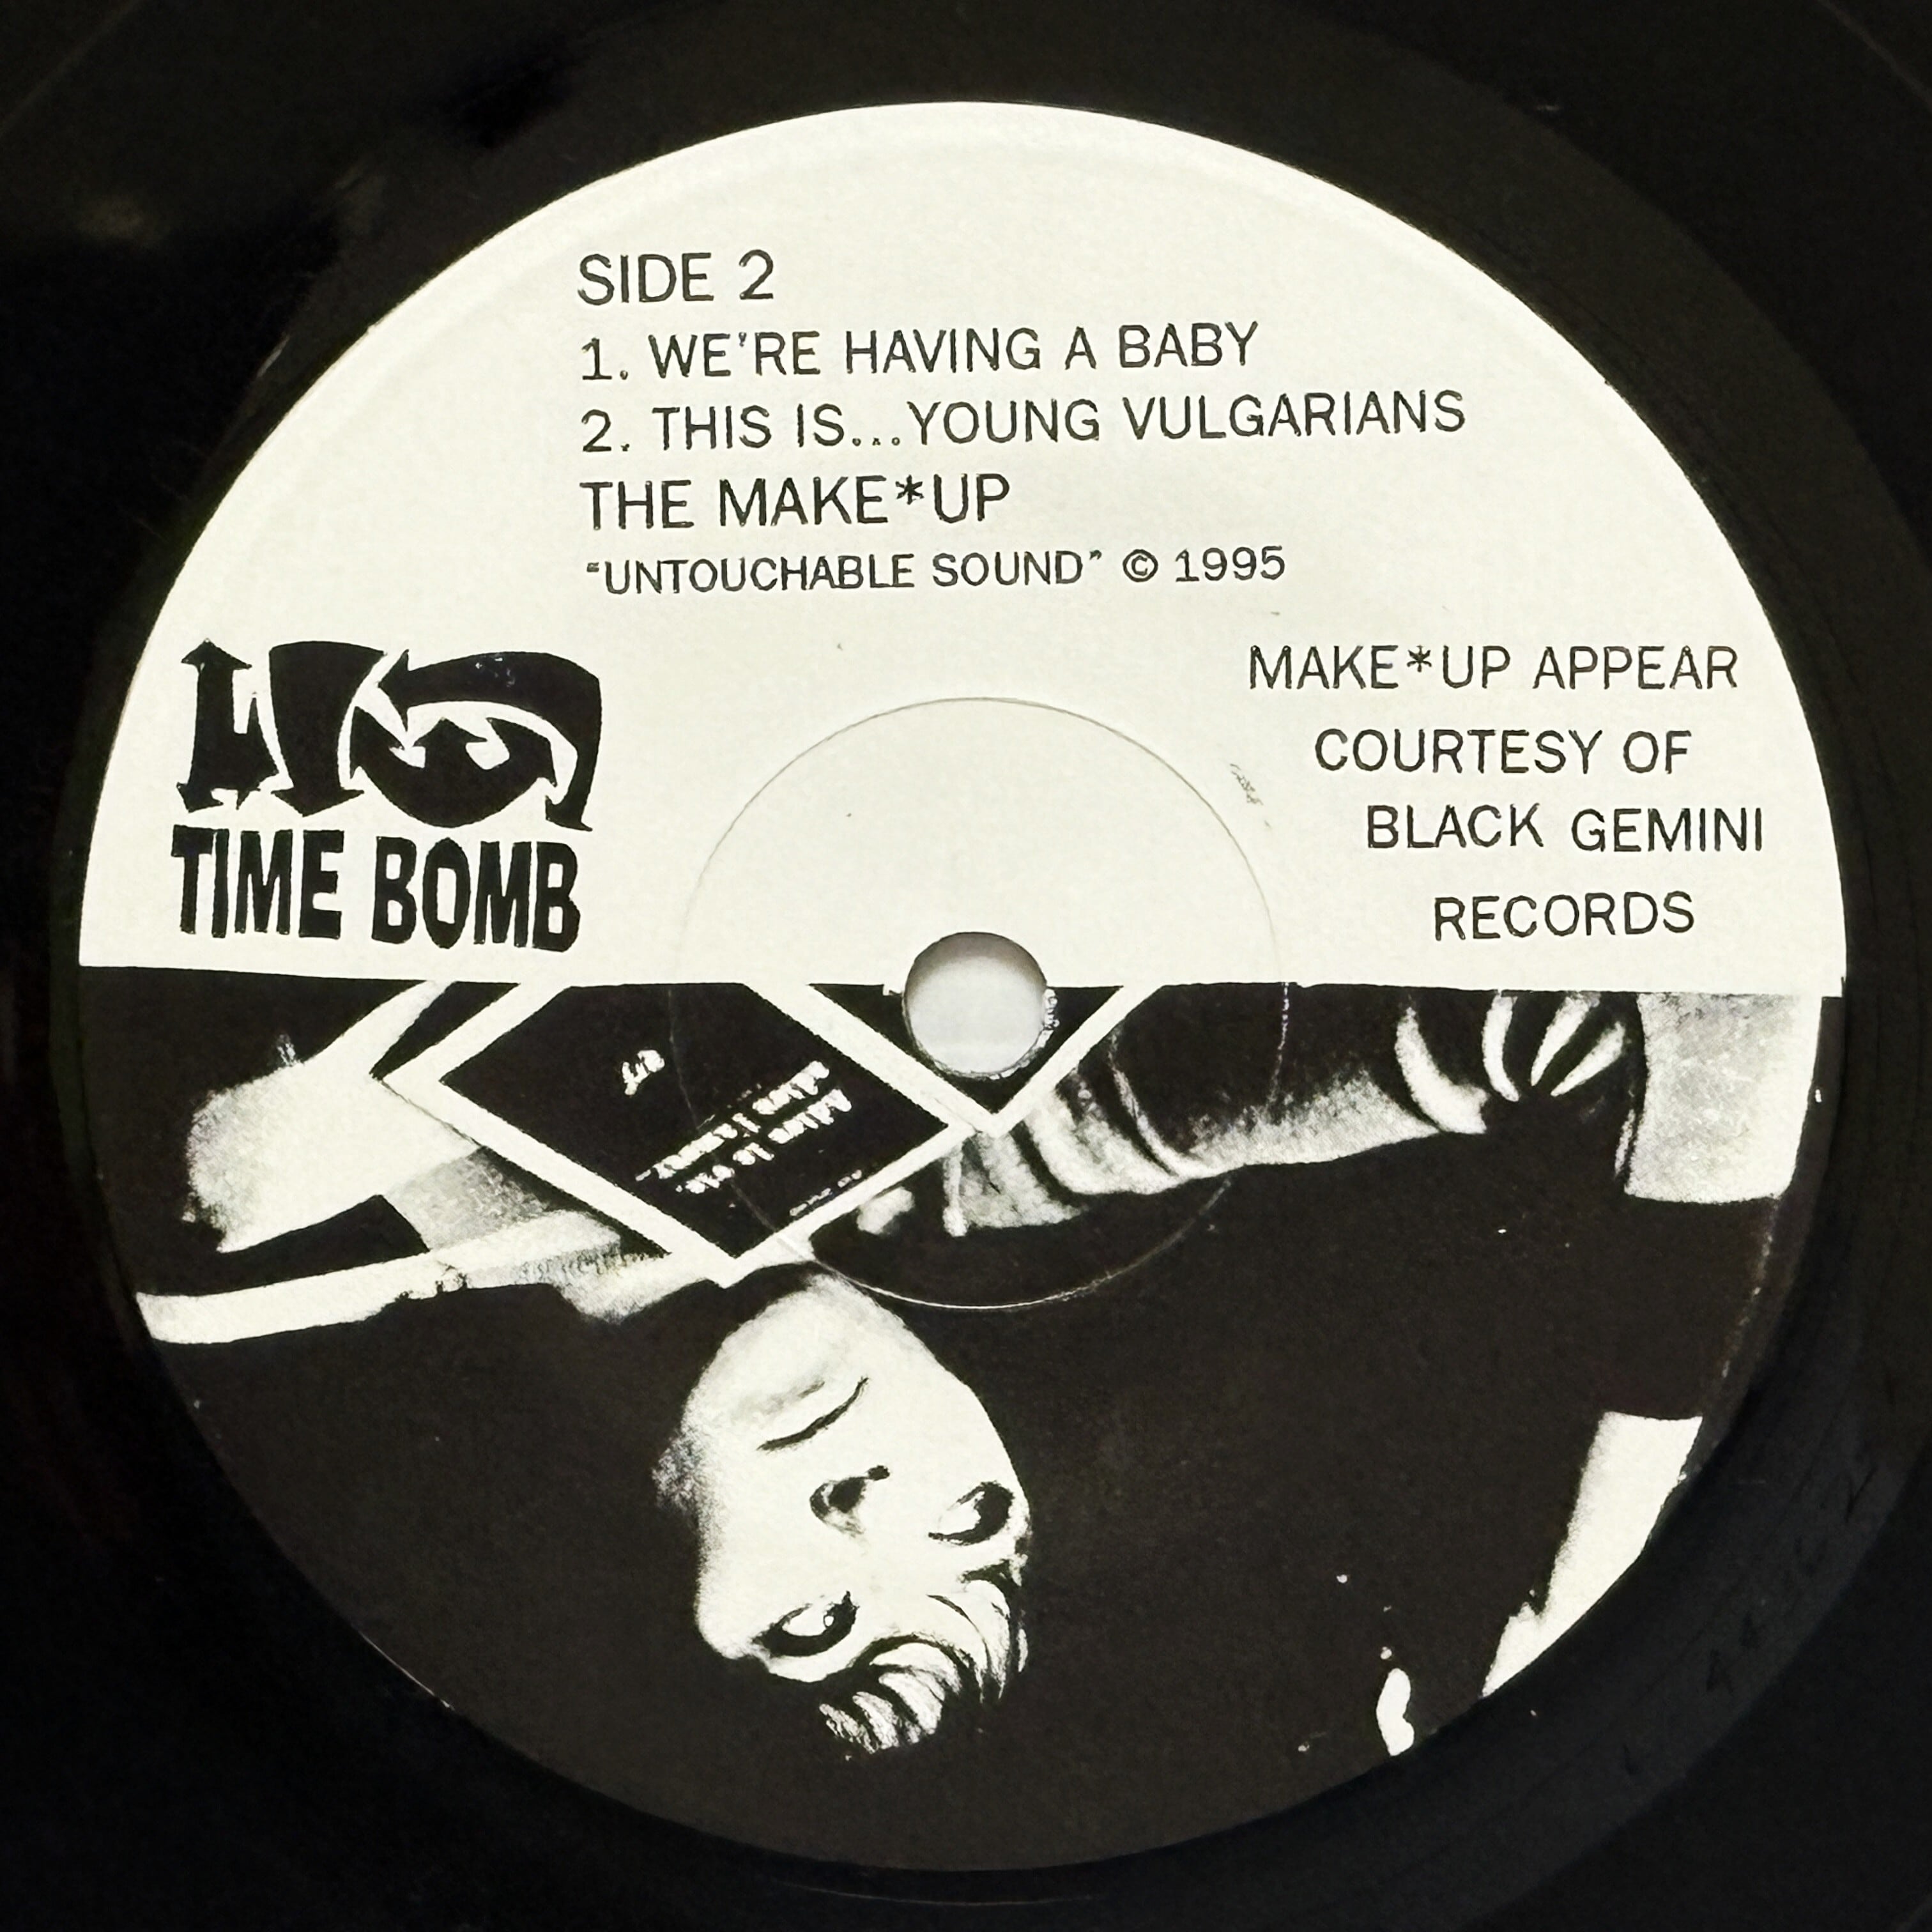 SIDE 2
1. WE'RE HAVING A BABY
2. THIS IS...YOUNG VULGARIANS
THE MAKE*UP
"UNTOUCHABLE SOUND" © 1995
TIME BOMB
MAKE*UP APPEAR
COURTESY OF
BLACK GEMINI
RECORDS